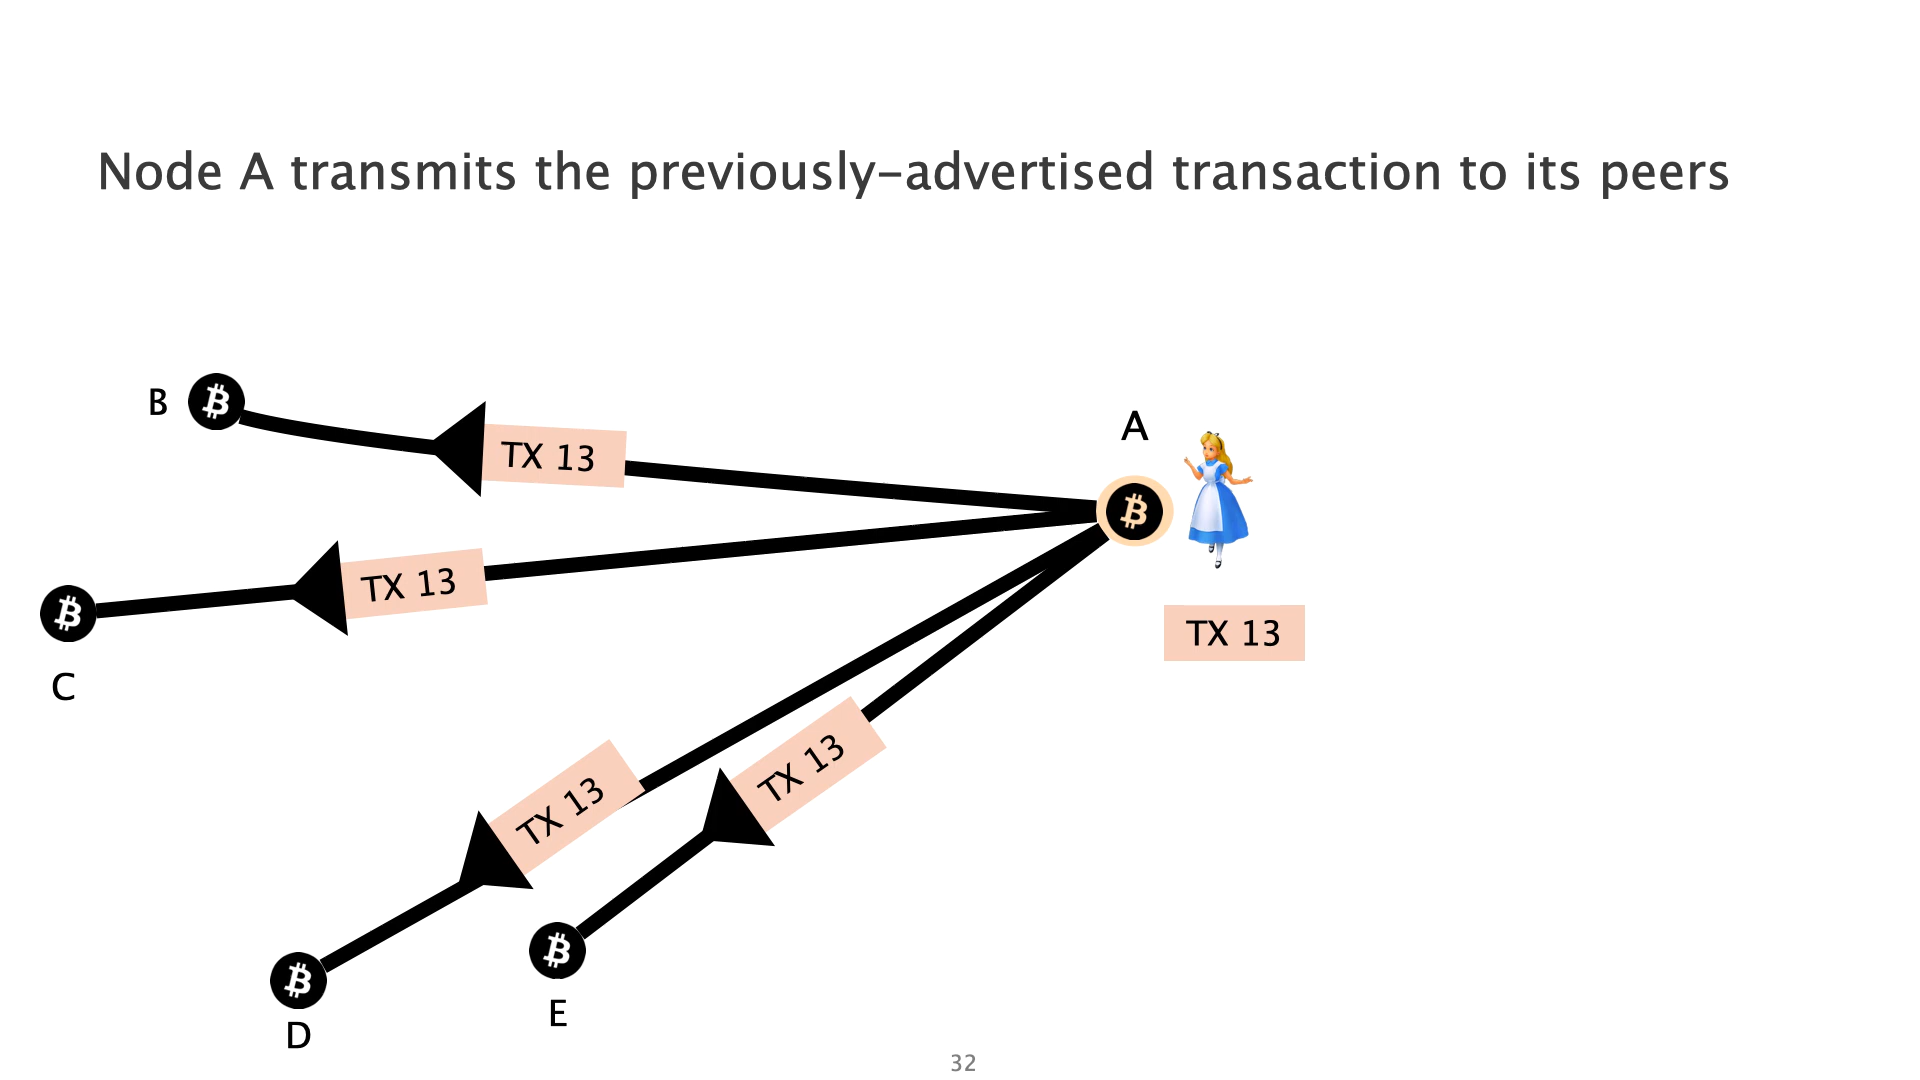 Node A transmits the previously-advertised transaction to its peers
B
TX 13
A
TX 13
C
TX 13
TX 13
TX 13
E
D
32